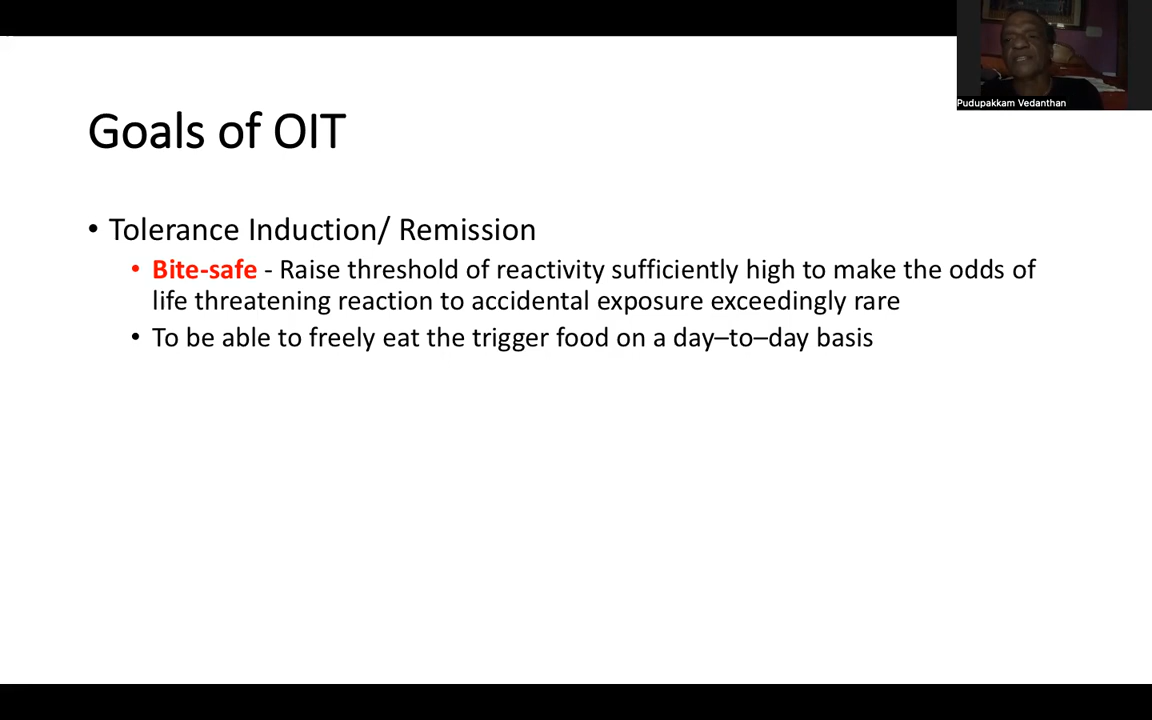 Pudupakkam Vedanthan
Goals of OIT
• Tolerance Induction/ Remission
• Bite-safe - Raise threshold of reactivity sufficiently high to make the odds of
life threatening reaction to accidental exposure exceedingly rare
• To be able to freely eat the trigger food on a day–to–day basis